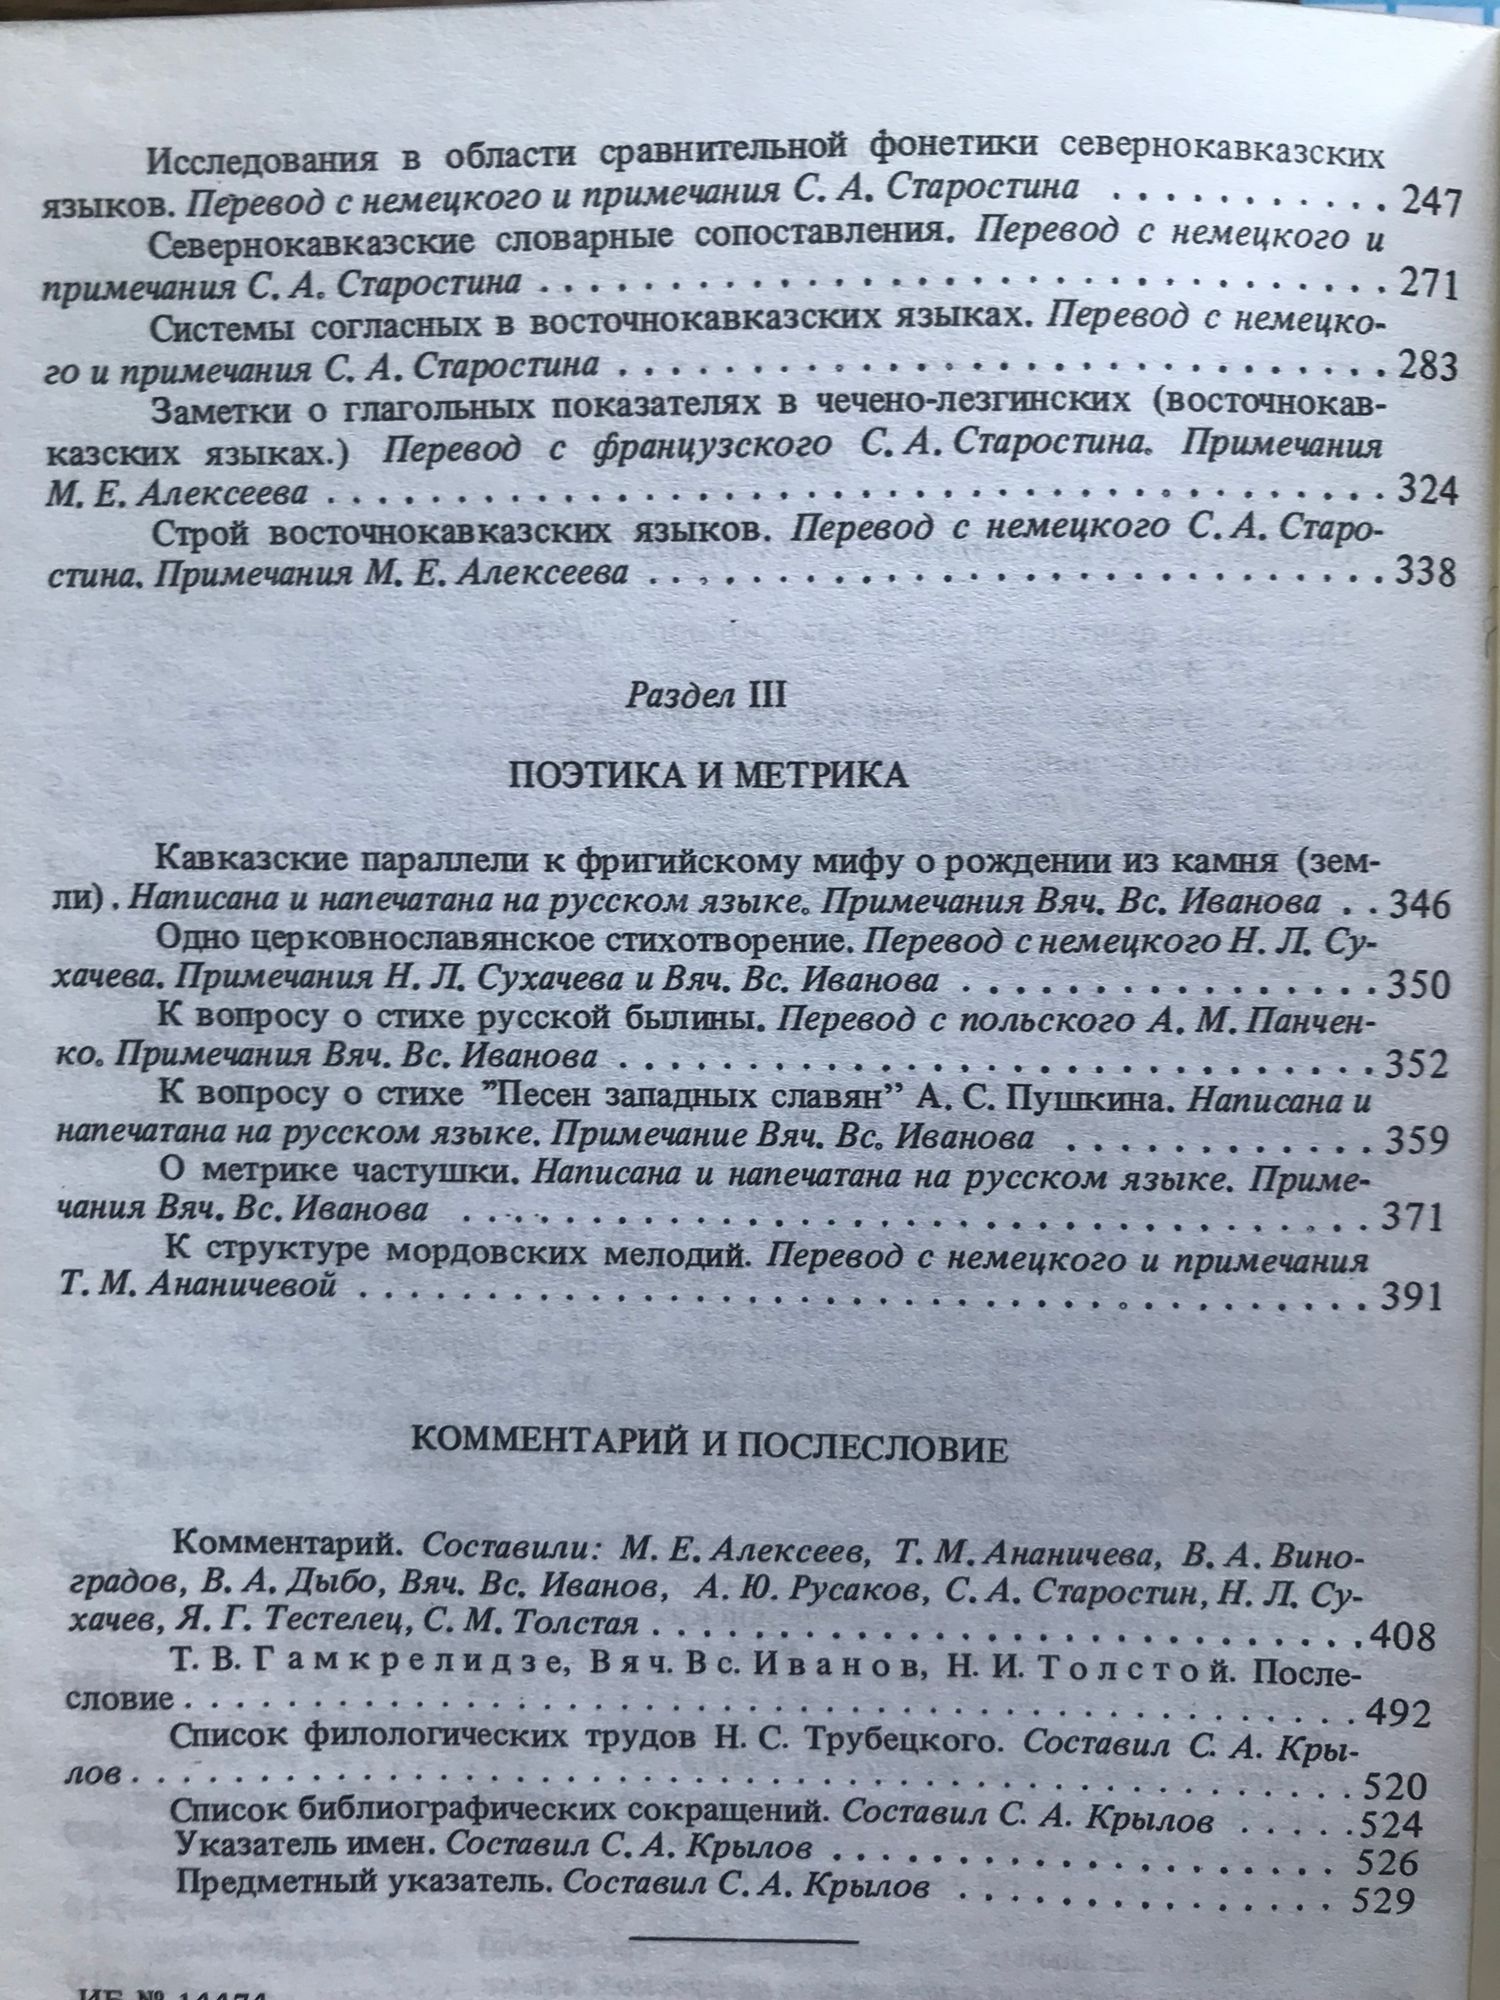 Исследования в области сравнительной фонетики севернокавказских
языков. Перевод с немецкого и примечания С. А. Старостина . . . . . . . . . . . 247
Севернокавказские словарные сопоставления. Перевод с немецкого и
примечания С. А. Старостина . . . . . . . . . . . . . . . . . . . . . . . . . . . . . . . . 271
Системы согласных в восточнокавказских языках. Перевод с немецко-
го и примечания С. А. Старостина . . . . . . . . . . . . . . . . . . . . . . . . . . . . . 283
Заметки о глагольных показателях в чечено-лезгинских (восточнокав-
казских языках.) Перевод с французского С. А. Старостина. Примечания
М. Е. Алексеева . . . . . . . . . . . . . . . . . . . . . . . . . . . . . . . . . . . . . . . . 324
Строй восточнокавказских языков. Перевод с немецкого С. А. Старо-
стина. Примечания М. Е. Алексеева . . . . . . . . . . . . . . . . . . . . . . . . . . . . 338
Раздел III
ПОЭТИКА И МЕТРИКА
Кавказские параллели к фригийскому мифу о рождении из камня (зем-
ли). Написана и напечатана на русском языке. Примечания Вяч. Вс. Иванова . . 346
Одно церковнославянское стихотворение. Перевод с немецкого Н. Л. Су-
хачева. Примечания Н. Л. Сухачева и Вяч. Вс. Иванова . . . . . . . . . . . . . . . . 350
К вопросу о стихе русской былины. Перевод с польского А. М. Панчен-
ко. Примечания Вяч. Вс. Иванова . . . . . . . . . . . . . . . . . . . . . . . . . . . . . 352
К вопросу о стихе ”Песен западных славян” А. С. Пушкина. Написана и
напечатана на русском языке. Примечание Вяч. Вс. Иванова . . . . . . . . . . . . 359
О метрике частушки. Написана и напечатана на русском языке. Приме-
чания Вяч. Вс. Иванова . . . . . . . . . . . . . . . . . . . . . . . . . . . . . . . . . . . 371
К структуре мордовских мелодий. Перевод с немецкого и примечания
Т. М. Ананичевой . . . . . . . . . . . . . . . . . . . . . . . . . . . . . . . . . . . . . . 391
КОММЕНТАРИЙ И ПОСЛЕСЛОВИЕ
Комментарий. Составили: М. Е. Алексеев, Т. М. Ананичева, В. А. Вино-
градов, В. А. Дыбо, Вяч. Вс. Иванов, А. Ю. Русаков, С. А. Старостин, Н. Л. Су-
хачев, Я. Г. Тестелец, С. М. Толстая . . . . . . . . . . . . . . . . . . . . . . . . . . . 408
Т. В. Гамкрелидзе, Вяч. Вс. Иванов, Н. И. Толстой. После-
словие . . . . . . . . . . . . . . . . . . . . . . . . . . . . . . . . . . . . . . . . . . . . . 492
Список филологических трудов Н. С. Трубецкого. Составил С. А. Кры-
лов . . . . . . . . . . . . . . . . . . . . . . . . . . . . . . . . . . . . . . . . . . . . . . . 520
Список библиографических сокращений. Составил С. А. Крылов . . . . . 524
Указатель имен. Составил С. А. Крылов . . . . . . . . . . . . . . . . . . . . 526
Предметный указатель. Составил С. А. Крылов . . . . . . . . . . . . . . . 529
ИБ №